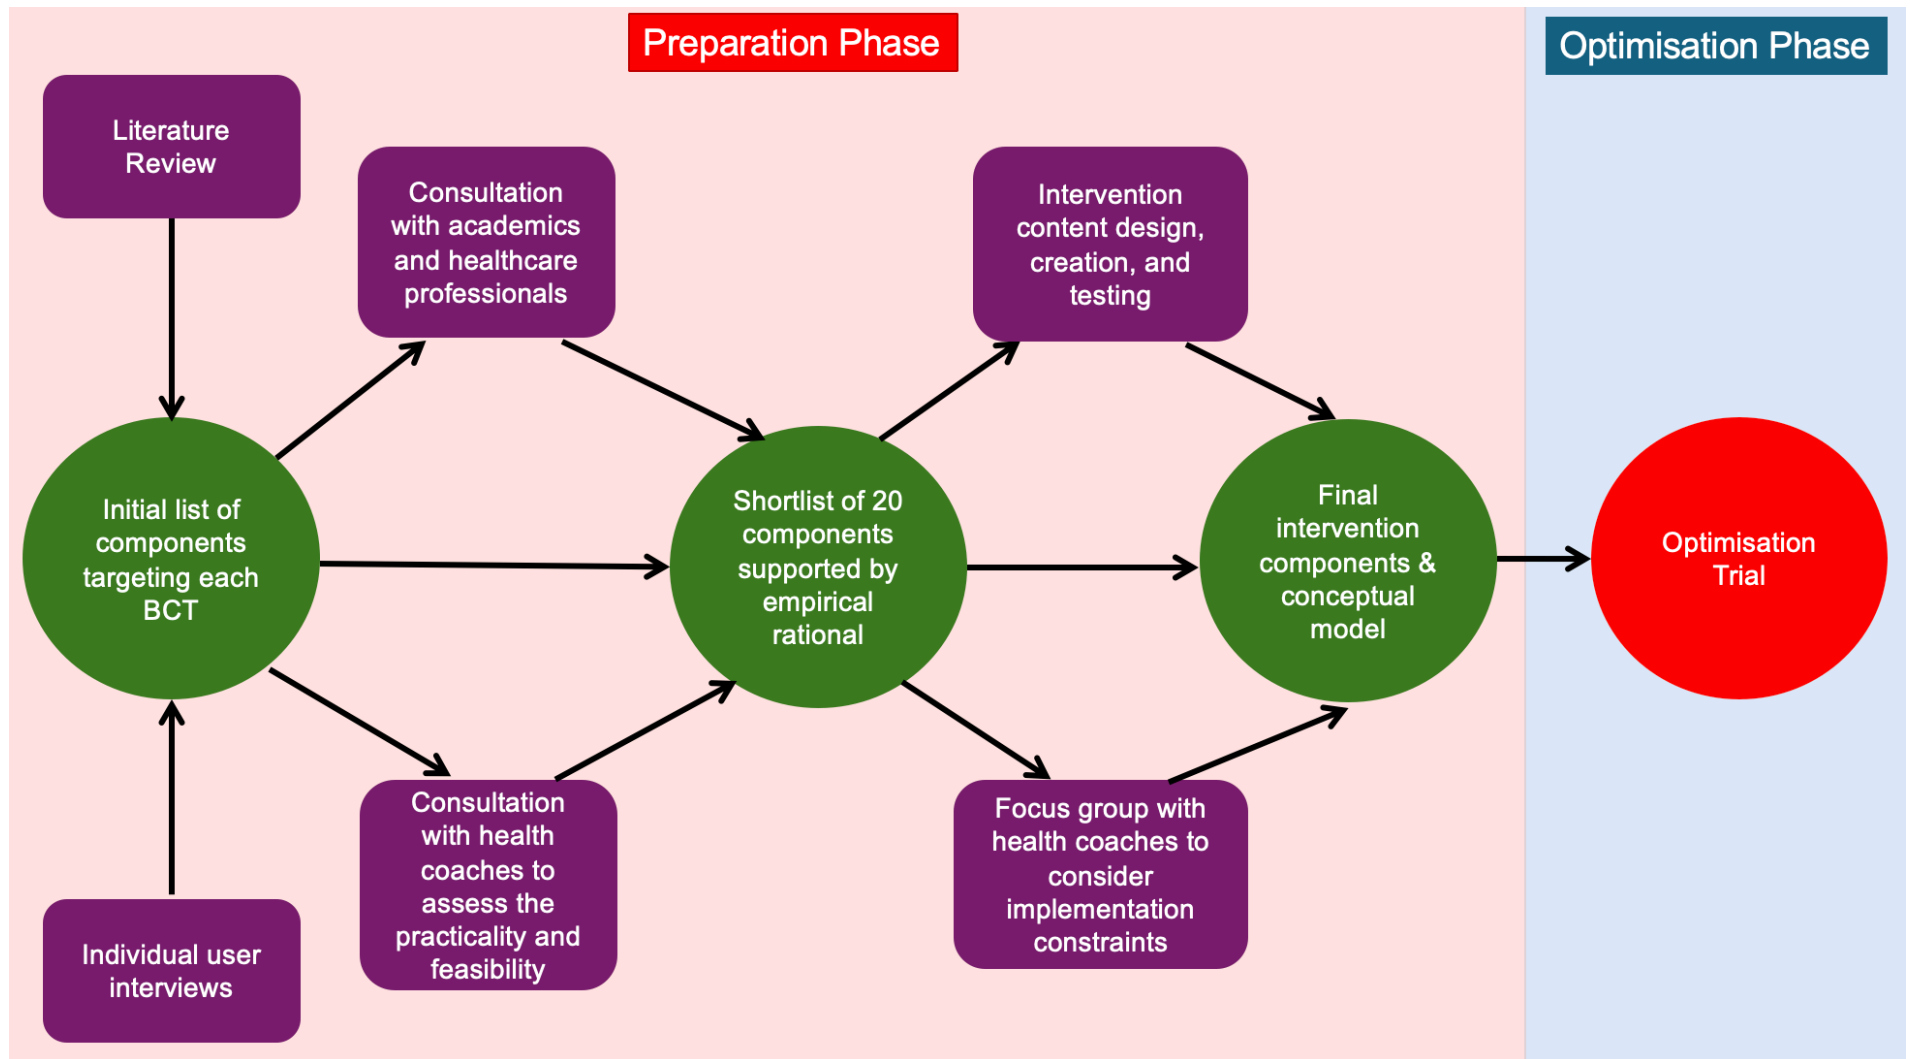 Preparation Phase
Optimisation Phase
Literature
Review
Consultation
with academics
and healthcare
professionals
Intervention
content design,
creation, and
testing
Initial list of
components
targeting each
BCT
Shortlist of 20
components
supported by
empirical
rational
Final
intervention
components &
conceptual
model
Optimisation
Trial
Individual user
interviews
Consultation
with health
coaches to
assess the
practicality and
feasibility
Focus group with
health coaches to
consider
implementation
constraints